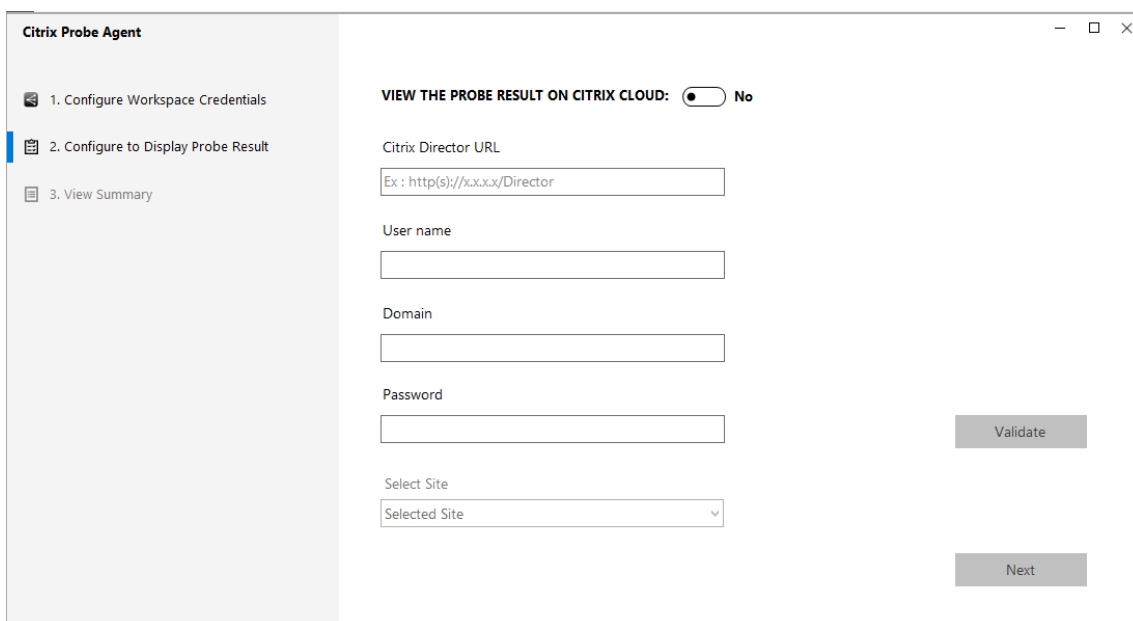 Citrix Probe Agent
1. Configure Workspace Credentials
2. Configure to Display Probe Result
3. View Summary
VIEW THE PROBE RESULT ON CITRIX CLOUD: No
Citrix Director URL
Ex : http(s)://x.x.x.x/Director
User name
Domain
Password
Validate
Select Site
Selected Site
Next